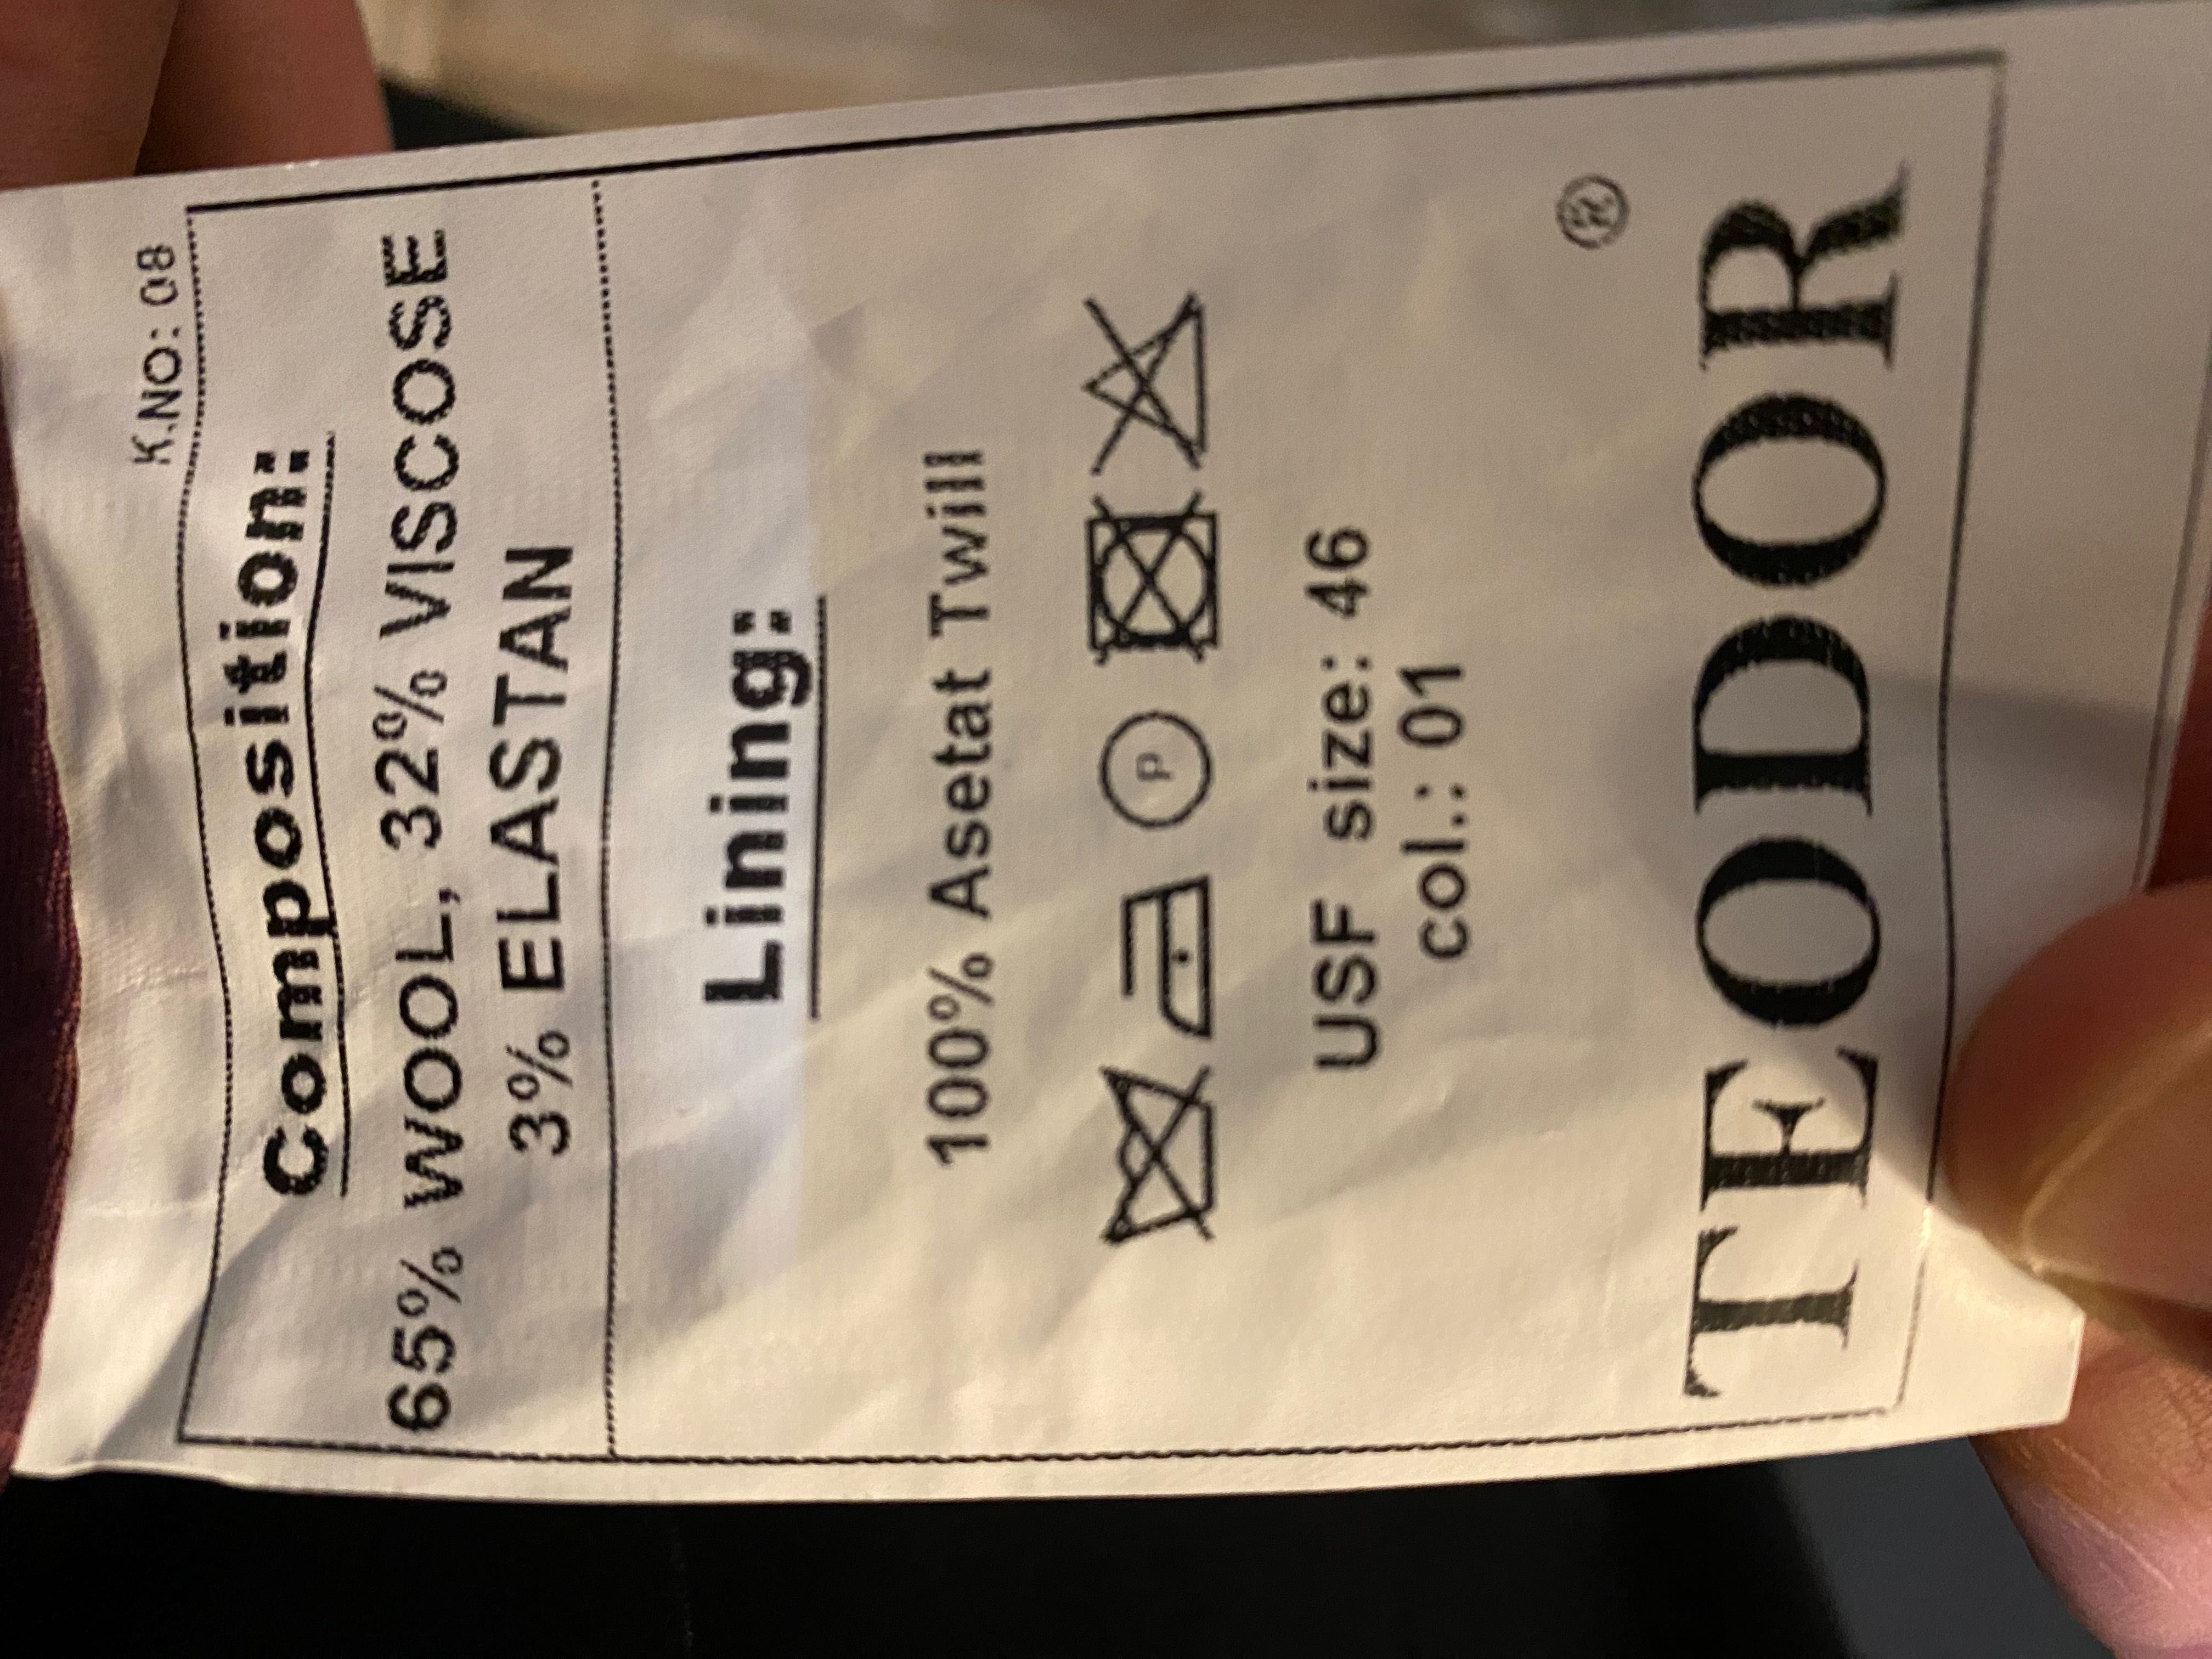 K.NO: 08
Composition:
65% WOOL, 32% VISCOSE
3% ELASTAN
Lining:
100% Asetat Twill
P
USF size: 46
col.: 01
®
TEODOR